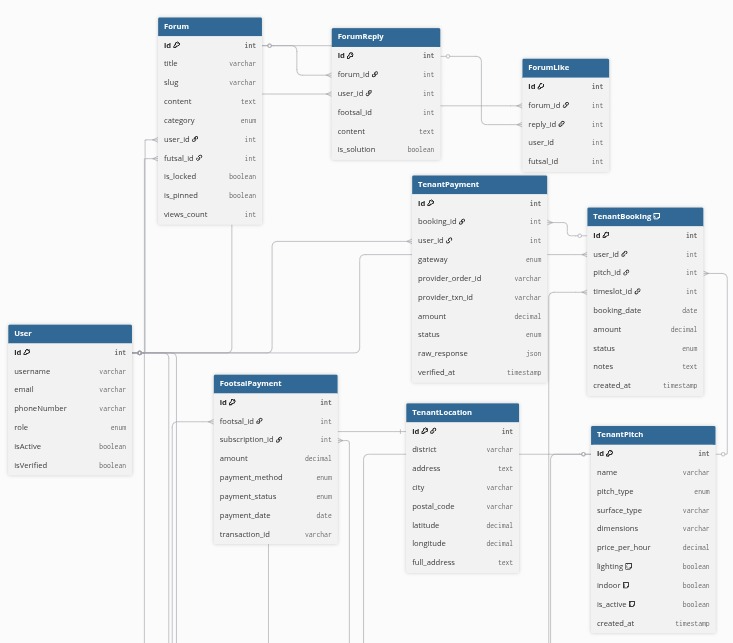 Forum
id int
title varchar
slug varchar
content text
category enum
user_id int
futsal_id int
is_locked boolean
is_pinned boolean
views_count int
ForumReply
id int
forum_id int
user_id int
footsal_id int
content text
is_solution boolean
ForumLike
id int
forum_id int
reply_id int
user_id int
futsal_id int
TenantPayment
id int
booking_id int
user_id int
gateway enum
provider_order_id varchar
provider_txn_id varchar
amount decimal
status enum
raw_response json
verified_at timestamp
TenantBooking
id int
user_id int
pitch_id int
timeslot_id int
booking_date date
amount decimal
status enum
notes text
created_at timestamp
User
id int
username varchar
email varchar
phoneNumber varchar
role enum
isActive boolean
isVerified boolean
FootsalPayment
id int
footsal_id int
subscription_id int
amount decimal
payment_method enum
payment_status enum
payment_date date
transaction_id varchar
TenantLocation
id int
district varchar
address text
city varchar
postal_code varchar
latitude decimal
longitude decimal
full_address text
TenantPitch
id int
name varchar
pitch_type enum
surface_type varchar
dimensions varchar
price_per_hour decimal
lighting boolean
indoor boolean
is_active boolean
created_at timestamp